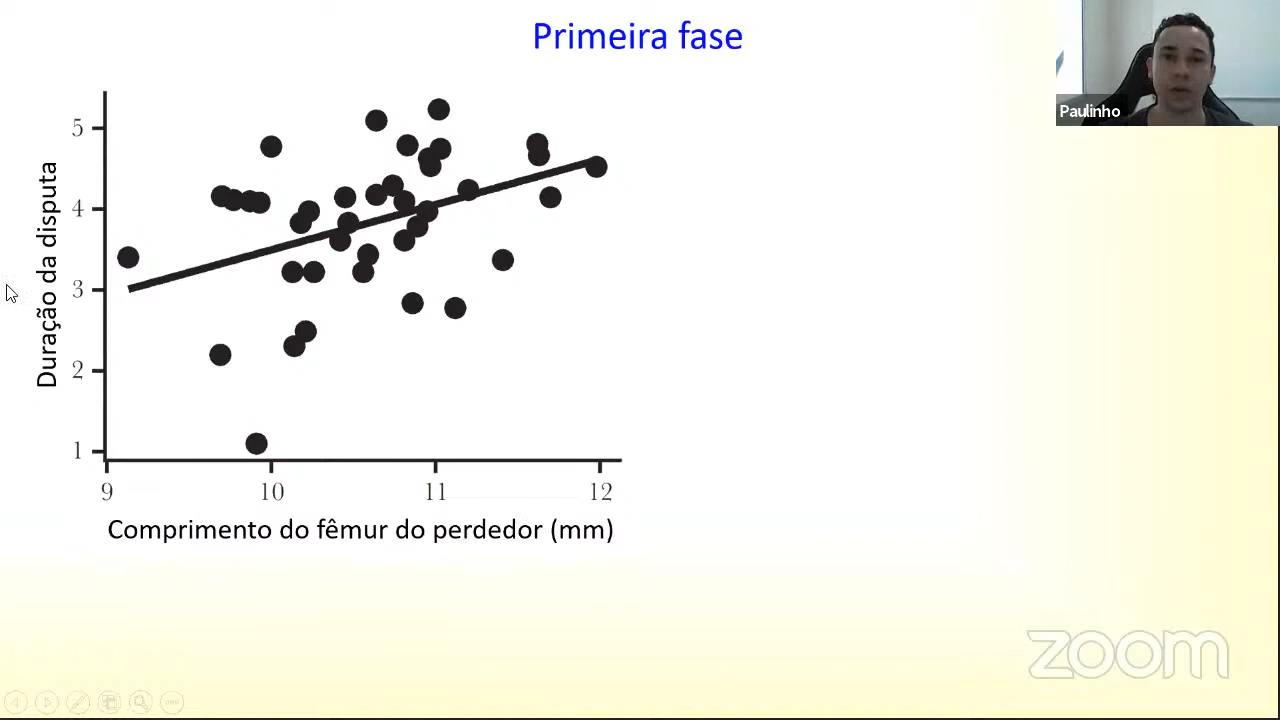 Primeira fase
Paulinho
Duração da disputa
5
4
3
2
1
9 10 11 12
Comprimento do fêmur do perdedor (mm)
zoom